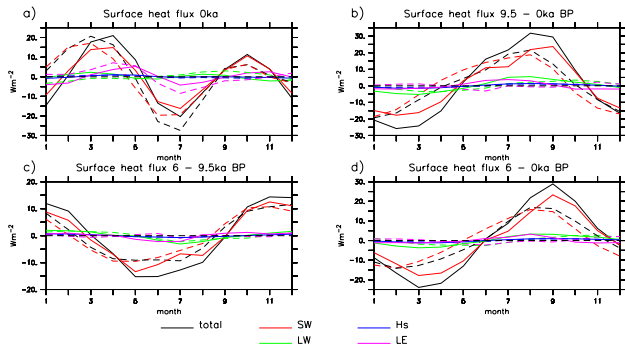 a) Surface heat flux 0ka
30.
20.
10.
0.
-10.
-20.
-30.
Wm-2
1 3 5 7 9 11
month
b) Surface heat flux 9.5 - 0ka BP
30.
20.
10.
0.
-10.
-20.
-30.
Wm-2
1 3 5 7 9 11
month
c) Surface heat flux 6 - 9.5ka BP
20.
10.
0.
-10.
-20.
Wm-2
1 3 5 7 9 11
month
d) Surface heat flux 6 - 0ka BP
30.
20.
10.
0.
-10.
-20.
Wm-2
1 3 5 7 9 11
month
total SW Hs
LW LE